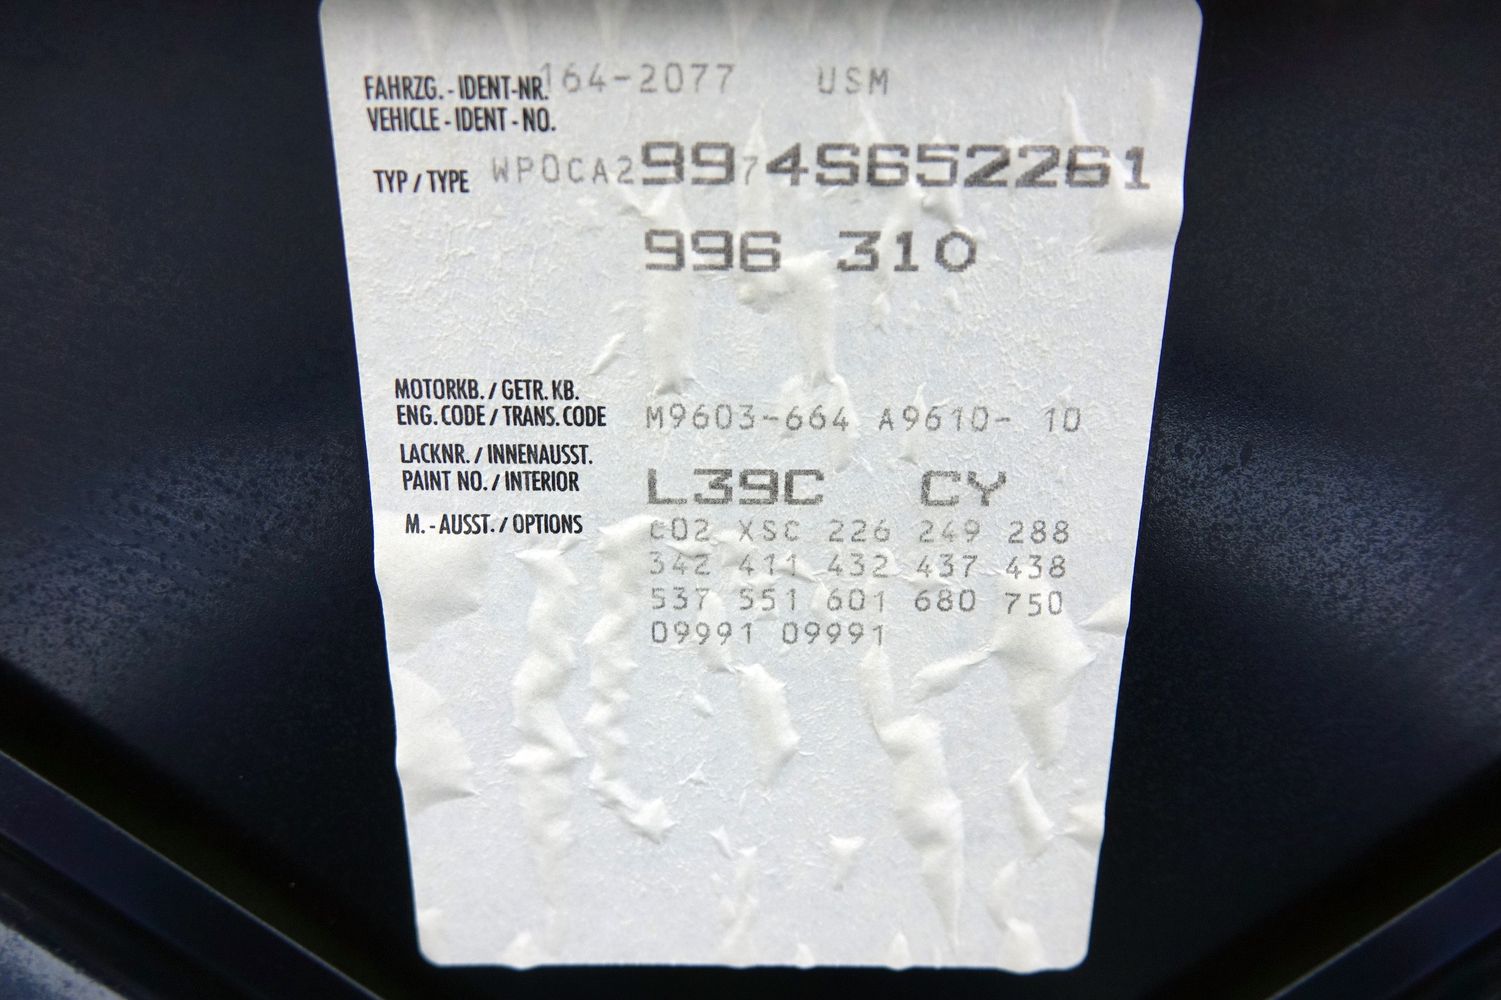 164-2077 USM
FAHRZG.-IDENT-NR.
VEHICLE-IDENT-NO.
WP0CA29974S652261
TYP / TYPE
996 310
MOTORKB. / GETR. KB.
ENG. CODE / TRANS. CODE M9603-664 A9610- 10
LACKNR. / INNENAUSST.
PAINT NO. / INTERIOR L39C CY
M.-AUSST. / OPTIONS C02 XSC 226 249 288
342 411 432 437 438
537 551 601 680 750
09991 09991